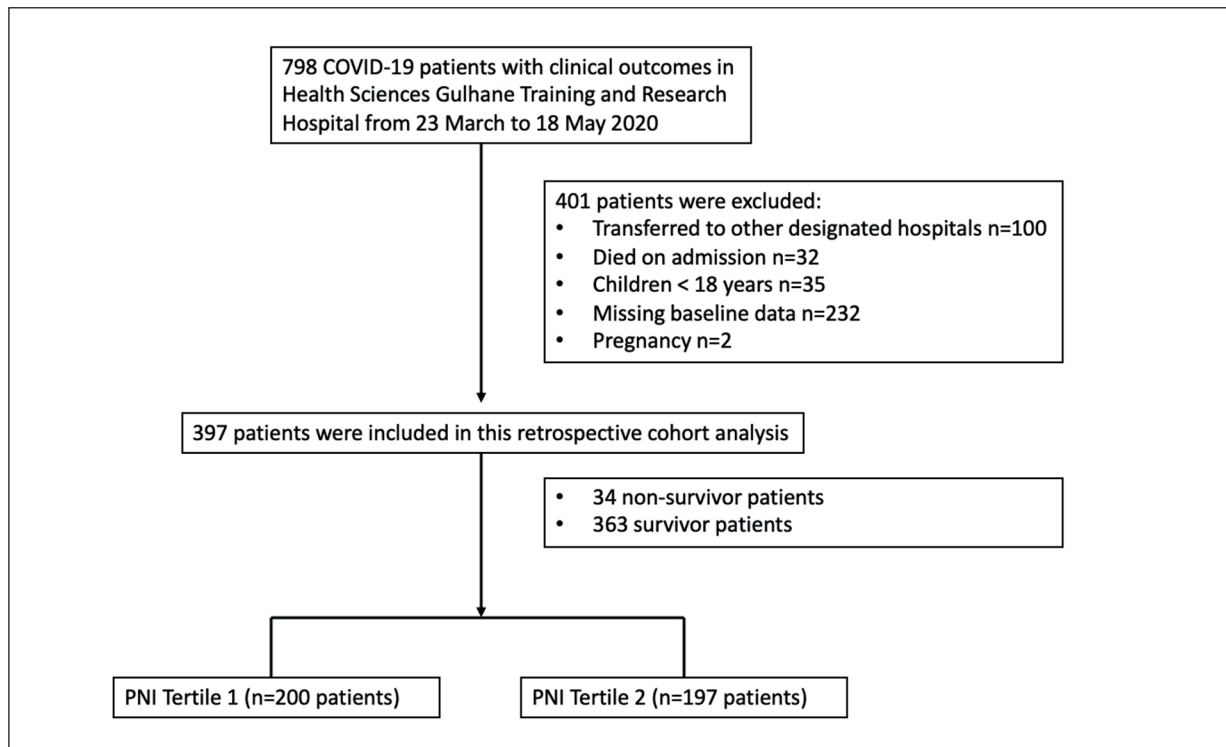 798 COVID-19 patients with clinical outcomes in
Health Sciences Gulhane Training and Research
Hospital from 23 March to 18 May 2020
401 patients were excluded:
• Transferred to other designated hospitals n=100
• Died on admission n=32
• Children < 18 years n=35
• Missing baseline data n=232
• Pregnancy n=2
397 patients were included in this retrospective cohort analysis
• 34 non-survivor patients
• 363 survivor patients
PNI Tertile 1 (n=200 patients)
PNI Tertile 2 (n=197 patients)